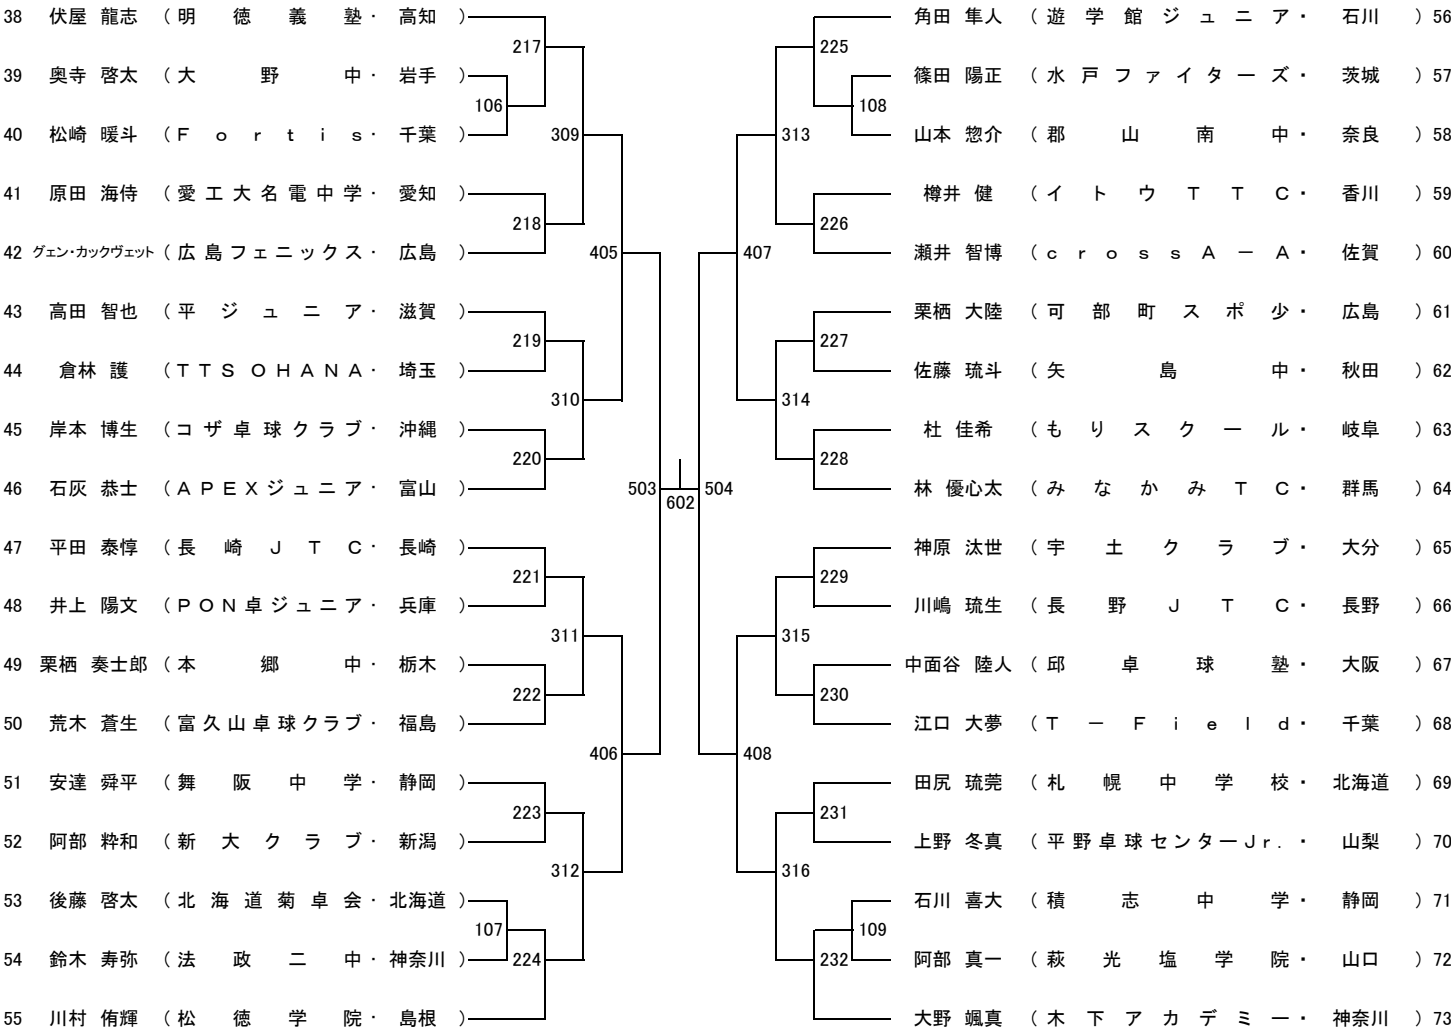 38 伏屋 龍志 (明徳義塾・高知) 角田 隼人 (遊学館ジュニア・石川) 56
217 225
39 奥寺 啓太 (大野中・岩手) 篠田 陽正 (水戸ファイターズ・茨城) 57
106 108
40 松崎 暖斗 (Fortis・千葉) 309 313 山本 惣介 (郡山南中・奈良) 58
41 原田 海侍 (愛工大名電中学・愛知) 樽井 健 (イトウTTC・香川) 59
218 226
42 グェン・カックヴェット (広島フェニックス・広島) 405 407 瀬井 智博 (crossA-A・佐賀) 60
43 高田 智也 (平ジュニア・滋賀) 栗栖 大陸 (可部町スポ少・広島) 61
219 227
44 倉林 護 (TTS OHANA・埼玉) 佐藤 琉斗 (矢島中・秋田) 62
310 314
45 岸本 博生 (コザ卓球クラブ・沖縄) 杜 佳希 (もりスクール・岐阜) 63
220 228
46 石灰 恭士 (APEXジュニア・富山) 503 504 林 優心太 (みなかみTC・群馬) 64
602
47 平田 泰惇 (長崎JTC・長崎) 神原 汰世 (宇土クラブ・大分) 65
221 229
48 井上 陽文 (PON卓ジュニア・兵庫) 川嶋 琉生 (長野JTC・長野) 66
311 315
49 栗栖 奏士郎 (本郷中・栃木) 中面谷 陸人 (邱卓球塾・大阪) 67
222 230
50 荒木 蒼生 (富久山卓球クラブ・福島) 江口 大夢 (T-Field・千葉) 68
406 408
51 安達 舜平 (舞阪中学・静岡) 田尻 琉莞 (札幌中学校・北海道) 69
223 231
52 阿部 粋和 (新大クラブ・新潟) 上野 冬真 (平野卓球センターJr.・山梨) 70
312 316
53 後藤 啓太 (北海道菊卓会・北海道) 石川 喜大 (積志中学・静岡) 71
107 109
54 鈴木 寿弥 (法政二中・神奈川) 224 232 阿部 真一 (萩光塩学院・山口) 72
55 川村 侑輝 (松徳学院・島根) 大野 颯真 (木下アカデミー・神奈川) 73